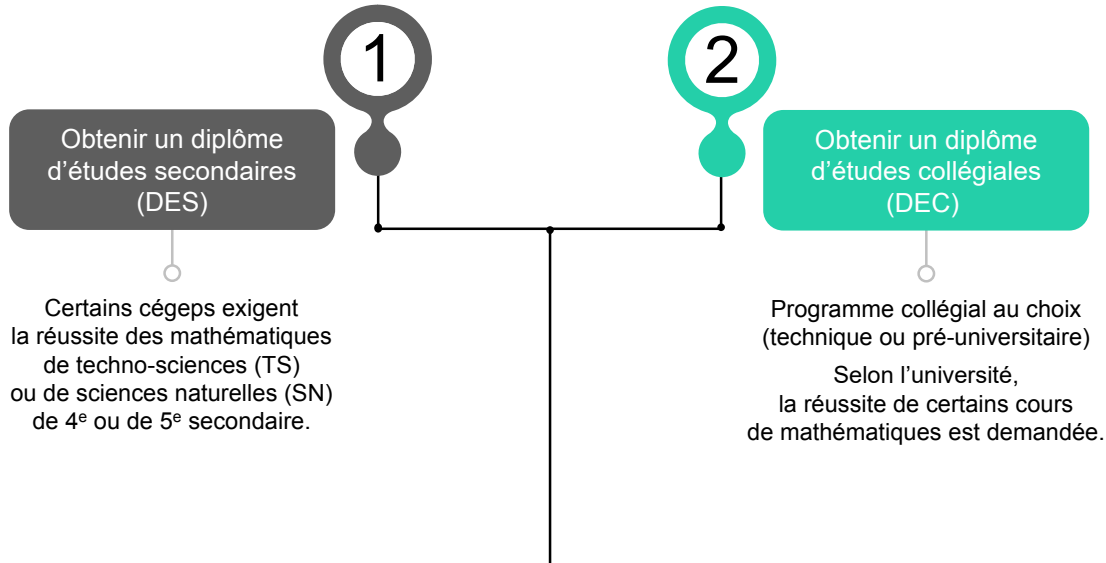 1
Obtenir un diplôme
d’études secondaires
(DES)
Certains cégeps exigent
la réussite des mathématiques
de techno-sciences (TS)
ou de sciences naturelles (SN)
de 4e ou de 5e secondaire.
2
Obtenir un diplôme
d’études collégiales
(DEC)
Programme collégial au choix
(technique ou pré-universitaire)
Selon l’université,
la réussite de certains cours
de mathématiques est demandée.